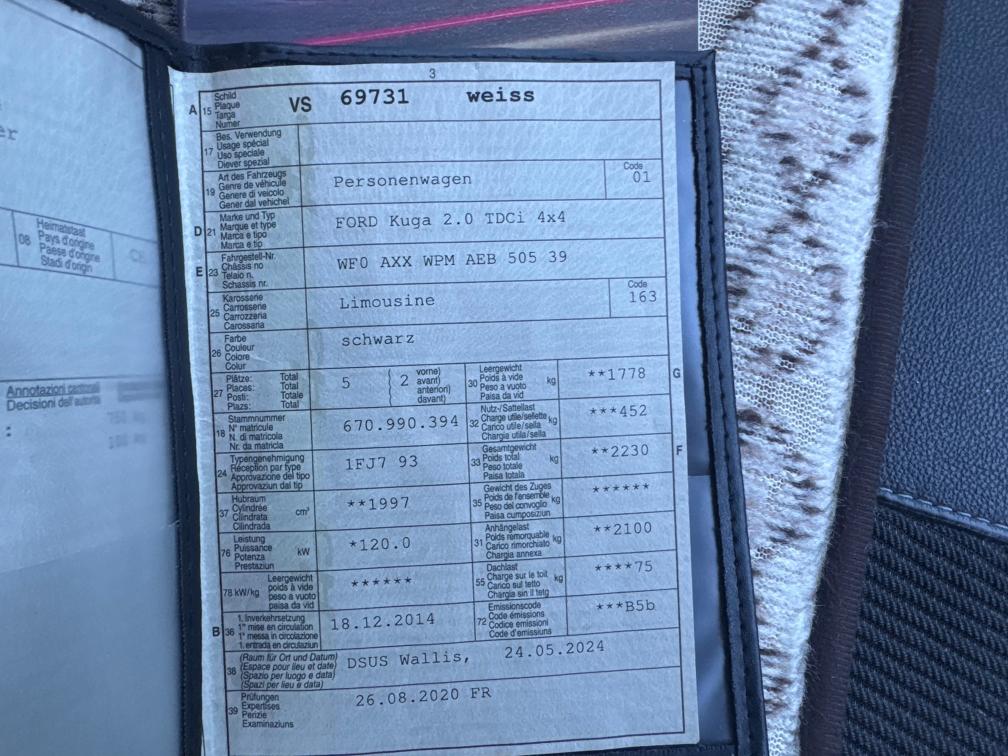 3
A 15 Schild Plaque Targa Numer VS 69731 weiss
17 Bes. Verwendung Usage spécial Uso speciale Diever spezial
19 Art des Fahrzeugs Genre de véhicule Genere di veicolo Gener dal vehichel Personenwagen Code 01
D 21 Marke und Typ Marque et type Marca e tipo Marca e tip FORD Kuga 2.0 TDCi 4x4
E 23 Fahrgestell-Nr. Châssis no Telaio n. Schassis nr. WF0 AXX WPM AEB 505 39
25 Karosserie Carrosserie Carrozzeria Carossaria Limousine Code 163
26 Farbe Couleur Colore Colur schwarz
27 Plätze: Total Places: Total Posti: Totale Plazs: Total 5 ( 2 vorne) avant) anteriori) davant) 30 Leergewicht Poids à vide Peso a vuoto Paisa da vid kg **1778 G
18 Stammnummer N° matricule N. di matricola Nr. da matricla 670.990.394 32 Nutz-/Sattellast Charge utile/sellette Carico utile/sella Chargia utila/sella kg ***452
24 Typengenehmigung Réception par type Approvazione del tipo Approvaziun dal tip 1FJ7 93 33 Gesamtgewicht Poids total Peso totale Paisa totala kg **2230 F
37 Hubraum Cylindrée Cilindrata Cilindrada cm³ **1997 35 Gewicht des Zuges Poids de l'ensemble Peso del convoglio Paisa cumposiziun kg ******
76 Leistung Puissance Potenza Prestaziun kW *120.0 31 Anhängelast Poids remorquable Carico rimorchiato Chargia annexa kg **2100
78 kW/kg Leergewicht poids à vide peso a vuoto paisa da vid ****** 55 Dachlast Charge sur le toit Carico sul tetto Chargia sin il tetg kg ****75
B 36 1. Inverkehrsetzung 1re mise en circulation 1a messa in circolazione 1. entrada en circulaziun 18.12.2014 72 Emissionscode Code émissions Codice emissioni Code d'emissiuns ***B5b
38 (Raum für Ort und Datum) (Espace pour lieu et date) (Spazio per luogo e data) (Spazi per lieu e data) DSUS Wallis, 24.05.2024
39 Prüfungen Expertises Perizie Examinaziuns 26.08.2020 FR
08 Heimatstaat Pays d'origine Paese d'origine Stadi d'origin
Annotazioni cantonali
Decisioni dell'autorità
: